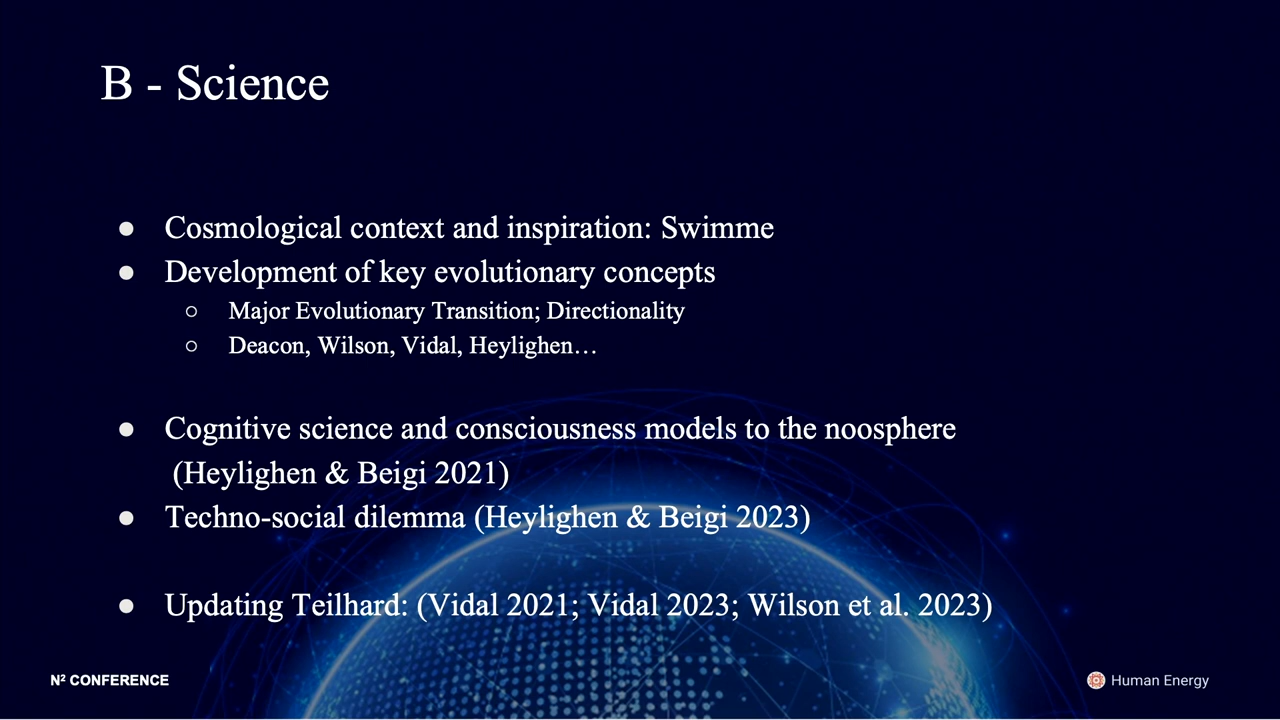 B - Science
● Cosmological context and inspiration: Swimme
● Development of key evolutionary concepts
○ Major Evolutionary Transition; Directionality
○ Deacon, Wilson, Vidal, Heylighen…
● Cognitive science and consciousness models to the noosphere
(Heylighen & Beigi 2021)
● Techno-social dilemma (Heylighen & Beigi 2023)
● Updating Teilhard: (Vidal 2021; Vidal 2023; Wilson et al. 2023)
N² CONFERENCE
Human Energy